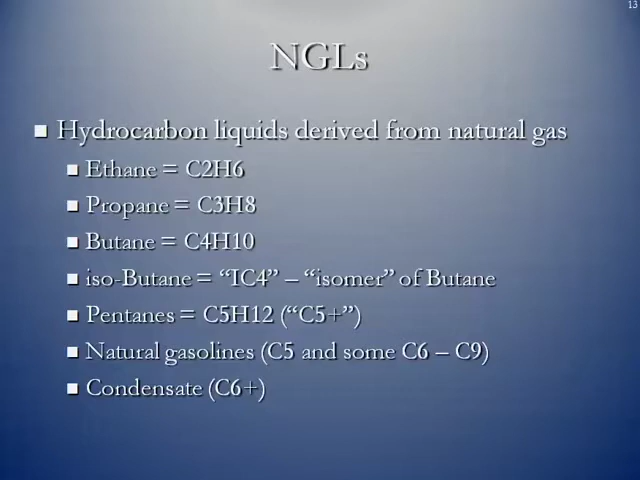 13
NGLs
Hydrocarbon liquids derived from natural gas
Ethane = C2H6
Propane = C3H8
Butane = C4H10
iso-Butane = “IC4” – “isomer” of Butane
Pentanes = C5H12 (“C5+”)
Natural gasolines (C5 and some C6 – C9)
Condensate (C6+)